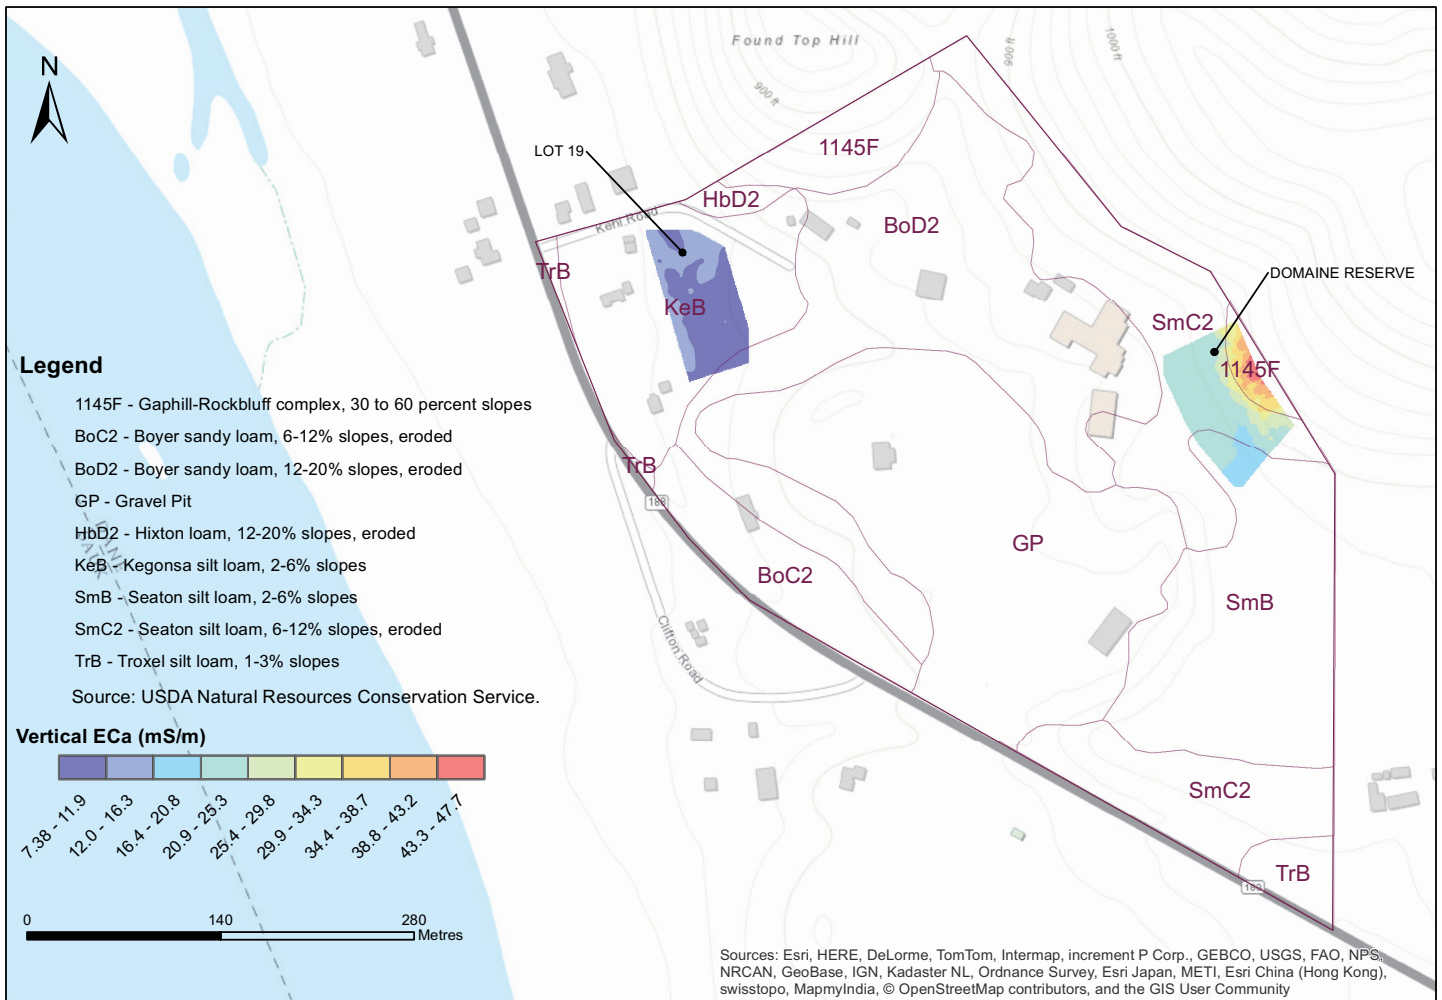 Found Top Hill
900 ft
1000 ft
900 ft
N
LOT 19
1145F
HbD2
Kehl Road
BoD2
TrB
DOMAINE RESERVE
KeB
SmC2
1145F
Legend
1145F - Gaphill-Rockbluff complex, 30 to 60 percent slopes
BoC2 - Boyer sandy loam, 6-12% slopes, eroded
BoD2 - Boyer sandy loam, 12-20% slopes, eroded
GP - Gravel Pit
HbD2 - Hixton loam, 12-20% slopes, eroded
KeB - Kegonsa silt loam, 2-6% slopes
SmB - Seaton silt loam, 2-6% slopes
SmC2 - Seaton silt loam, 6-12% slopes, eroded
TrB - Troxel silt loam, 1-3% slopes
Source: USDA Natural Resources Conservation Service.
TrB
188
GP
BoC2
SmB
Clifton Road
DANE
SAUK
Vertical ECa (mS/m)
7.38 - 11.9
12.0 - 16.3
16.4 - 20.8
20.9 - 25.3
25.4 - 29.8
29.9 - 34.3
34.4 - 38.7
38.8 - 43.2
43.3 - 47.7
SmC2
TrB
188
0 140 280
Metres
Sources: Esri, HERE, DeLorme, TomTom, Intermap, increment P Corp., GEBCO, USGS, FAO, NPS,
NRCAN, GeoBase, IGN, Kadaster NL, Ordnance Survey, Esri Japan, METI, Esri China (Hong Kong),
swisstopo, MapmyIndia, © OpenStreetMap contributors, and the GIS User Community